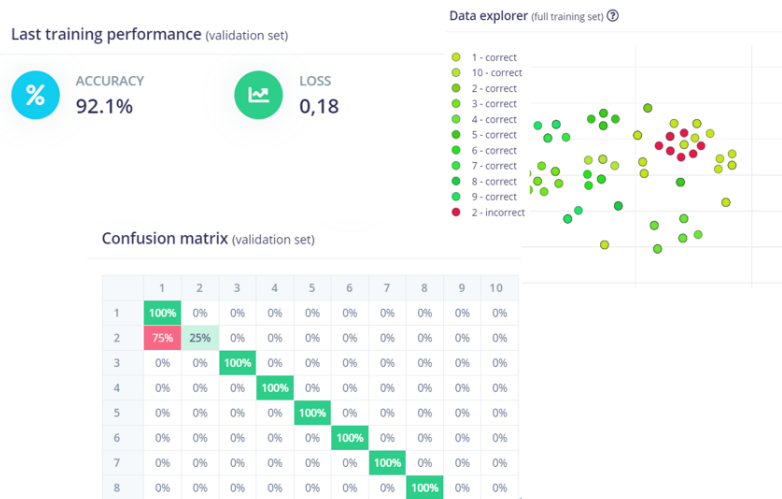 Last training performance (validation set)
% ACCURACY
92.1%
LOSS
0,18
Data explorer (full training set) ?
1 - correct
10 - correct
2 - correct
3 - correct
4 - correct
5 - correct
6 - correct
7 - correct
8 - correct
9 - correct
2 - incorrect
Confusion matrix (validation set)
1 2 3 4 5 6 7 8 9 10
1 100% 0% 0% 0% 0% 0% 0% 0% 0% 0%
2 75% 25% 0% 0% 0% 0% 0% 0% 0% 0%
3 0% 0% 100% 0% 0% 0% 0% 0% 0% 0%
4 0% 0% 0% 100% 0% 0% 0% 0% 0% 0%
5 0% 0% 0% 0% 100% 0% 0% 0% 0% 0%
6 0% 0% 0% 0% 0% 100% 0% 0% 0% 0%
7 0% 0% 0% 0% 0% 0% 100% 0% 0% 0%
8 0% 0% 0% 0% 0% 0% 0% 100% 0% 0%